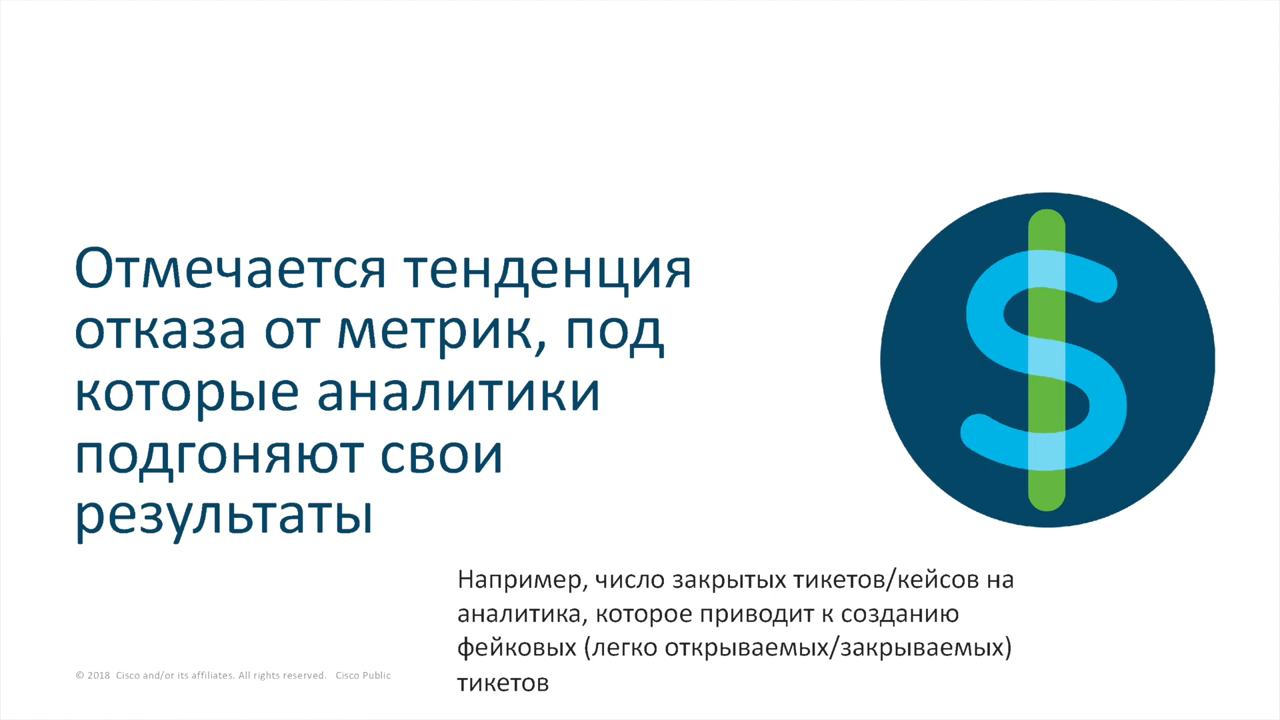 Отмечается тенденция
отказа от метрик, под
которые аналитики
подгоняют свои
результаты
Например, число закрытых тикетов/кейсов на
аналитика, которое приводит к созданию
фейковых (легко открываемых/закрываемых)
тикетов
© 2018 Cisco and/or its affiliates. All rights reserved. Cisco Public